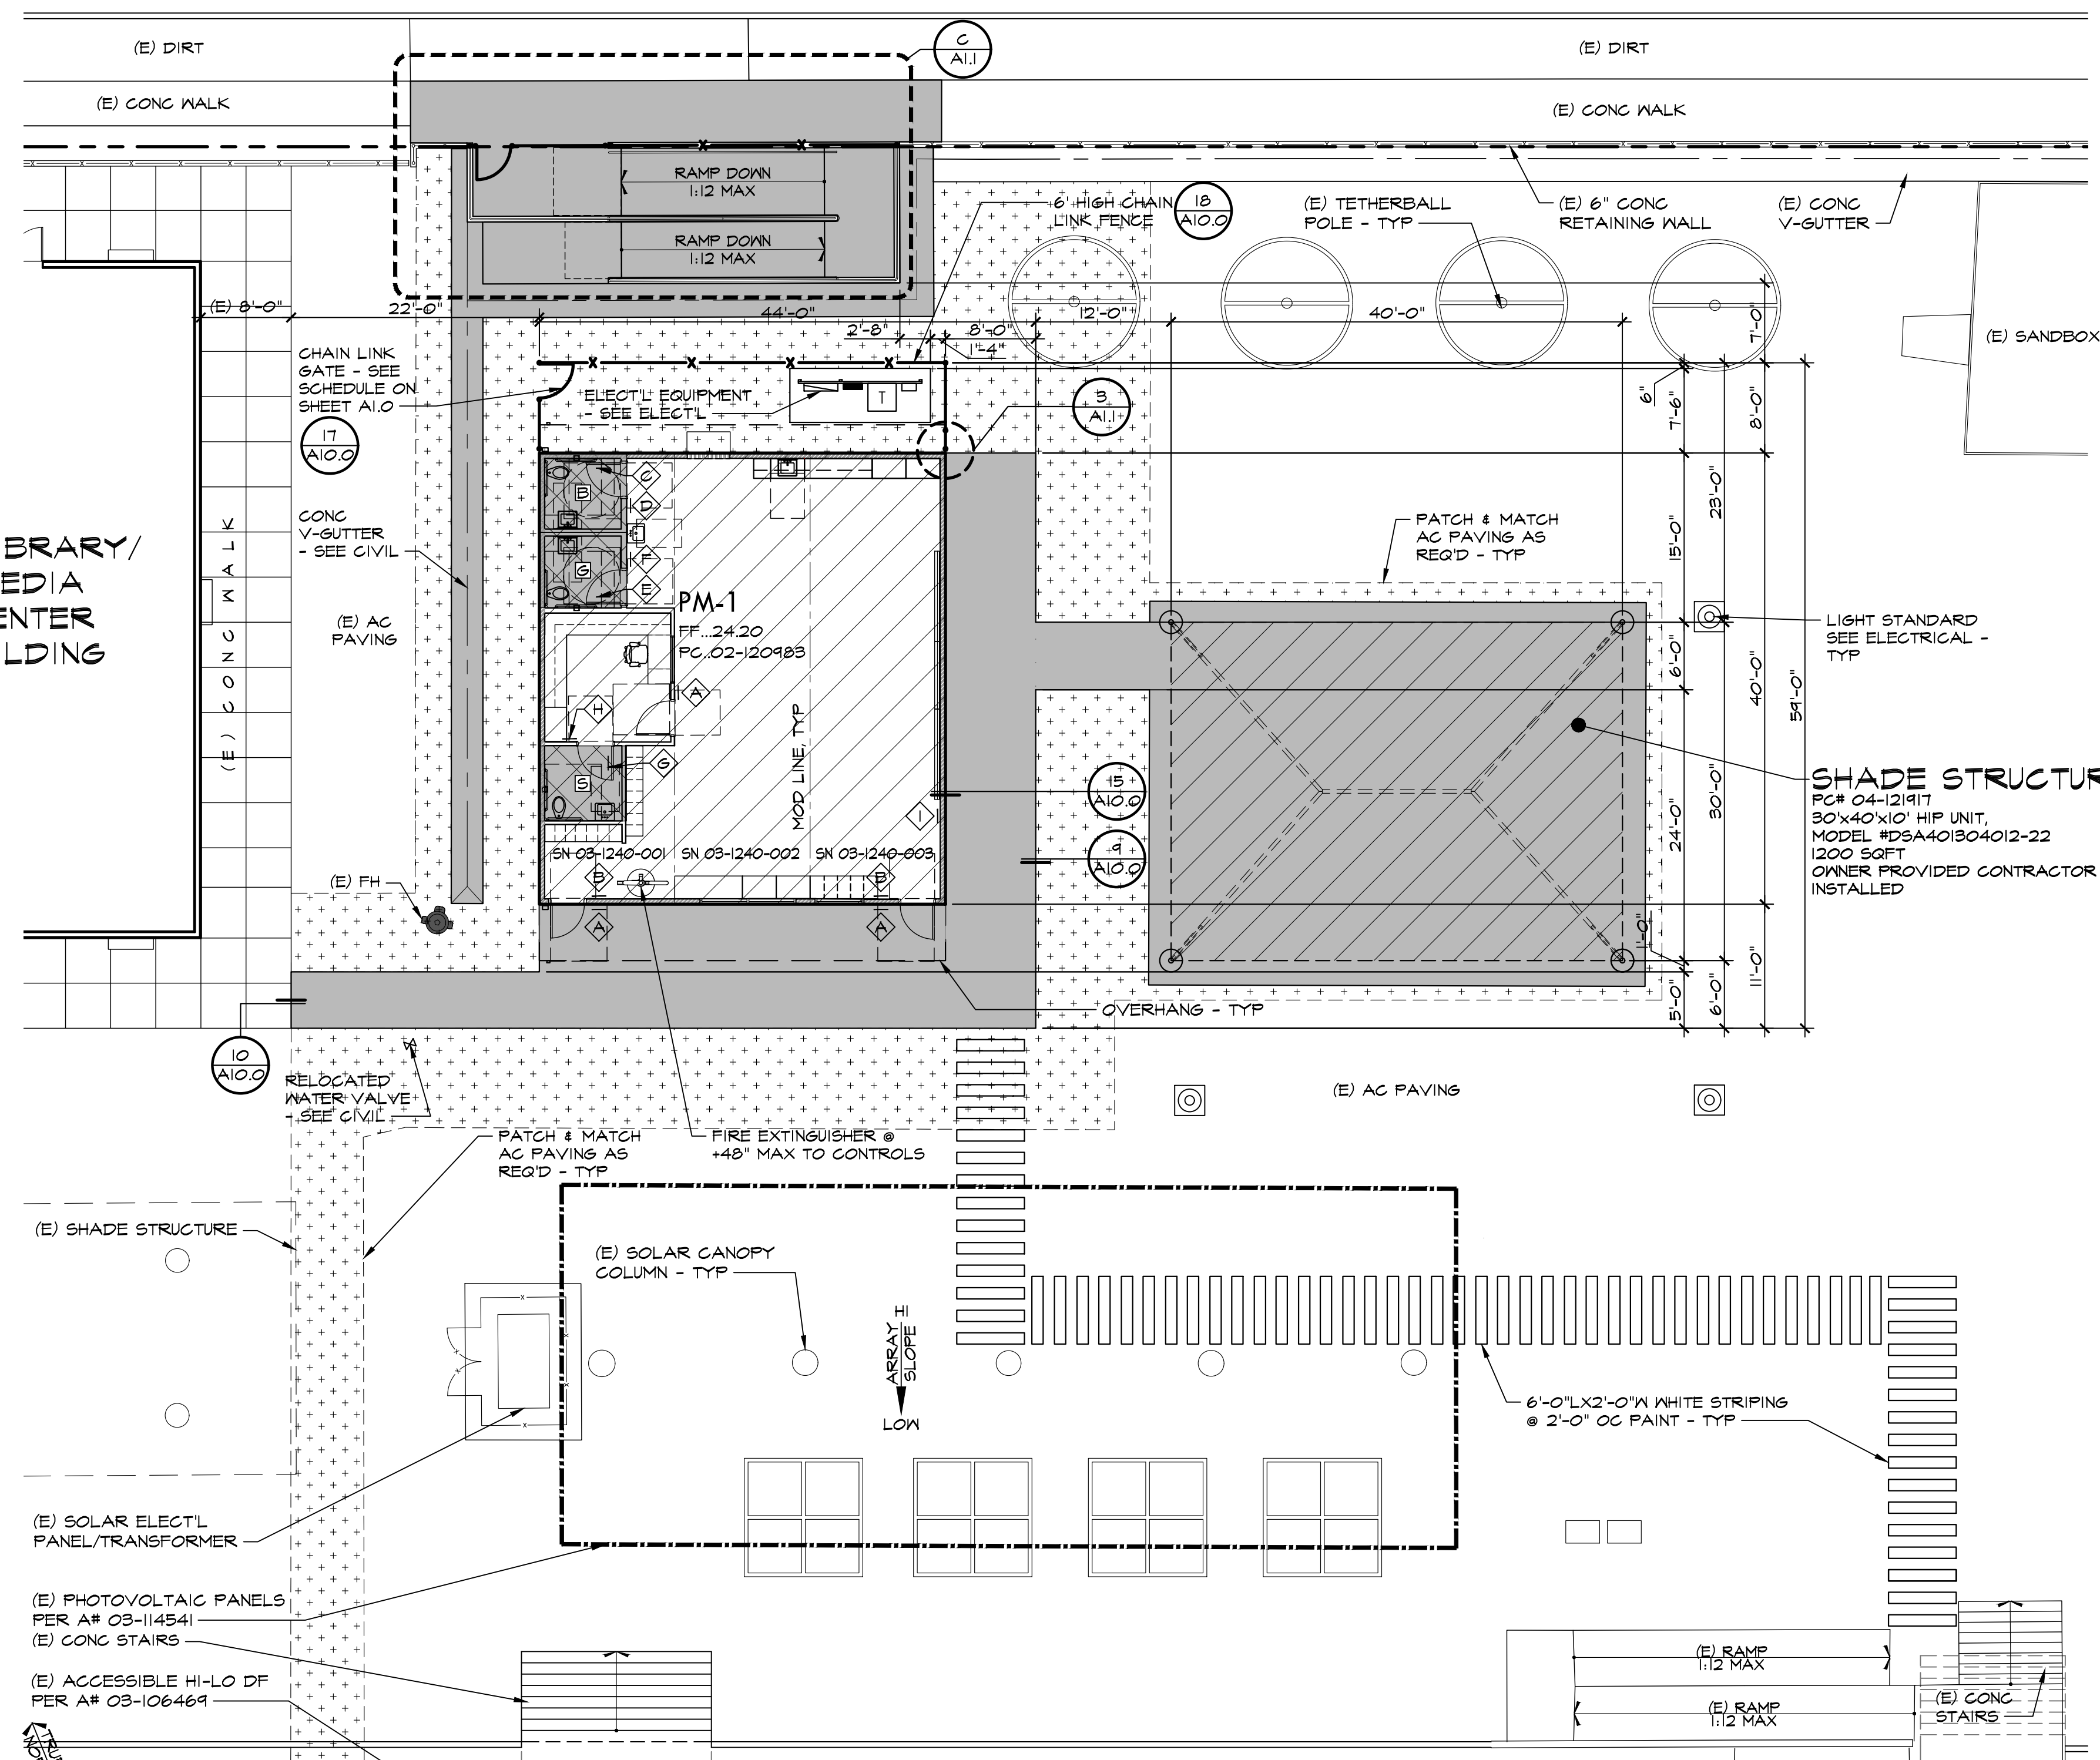 (E) DIRT
(E) DIRT
C
A1.1
(E) CONC WALK
(E) CONC WALK
RAMP DOWN
1:12 MAX
RAMP DOWN
1:12 MAX
6' HIGH CHAIN
LINK FENCE
18
A10.0
(E) TETHERBALL
POLE - TYP
(E) 6" CONC
RETAINING WALL
(E) CONC
V-GUTTER
(E) SANDBOX
(E) 8'-0"
22'-0"
44'-0"
2'-8"
8'-0"
1'-4"
12'-0"
40'-0"
7'-0"
6"
7'-6"
8'-0"
CHAIN LINK
GATE - SEE
SCHEDULE ON
SHEET A1.0
17
A10.0
ELECT'L EQUIPMENT
- SEE ELECT'L
T
3
A1.1
CONC
V-GUTTER
- SEE CIVIL
(E) CONC WALK
BRARY/
EDIA
ENTER
LDING
(E) AC
PAVING
B
C
D
G
F
E
PM-1
FF...24.20
PC..02-120983
A
H
G
S
I
MOD LINE, TYP
SN 03-1240-001
SN 03-1240-002
SN 03-1240-003
B
B
A
A
15
A10.0
9
A10.0
PATCH & MATCH
AC PAVING AS
REQ'D - TYP
15'-0"
23'-0"
6'-0"
40'-0"
59'-0"
24'-0"
30'-0"
1'-0"
5'-0"
6'-0"
11'-0"
LIGHT STANDARD
SEE ELECTRICAL -
TYP
SHADE STRUCTUR
PC# 04-121917
30'x40'x10' HIP UNIT,
MODEL #DSA401304012-22
1200 SQFT
OWNER PROVIDED CONTRACTOR
INSTALLED
(E) FH
OVERHANG - TYP
10
A10.0
RELOCATED
WATER VALVE
- SEE CIVIL
(E) AC PAVING
PATCH & MATCH
AC PAVING AS
REQ'D - TYP
FIRE EXTINGUISHER @
+48" MAX TO CONTROLS
(E) SHADE STRUCTURE
(E) SOLAR CANOPY
COLUMN - TYP
HI
ARRAY
SLOPE
LOW
6'-0"LX2'-0"W WHITE STRIPING
@ 2'-0" OC PAINT - TYP
(E) SOLAR ELECT'L
PANEL/TRANSFORMER
(E) PHOTOVOLTAIC PANELS
PER A# 03-114541
(E) CONC STAIRS
(E) ACCESSIBLE HI-LO DF
PER A# 03-106469
(E) RAMP
1:12 MAX
(E) RAMP
1:12 MAX
(E) CONC
STAIRS